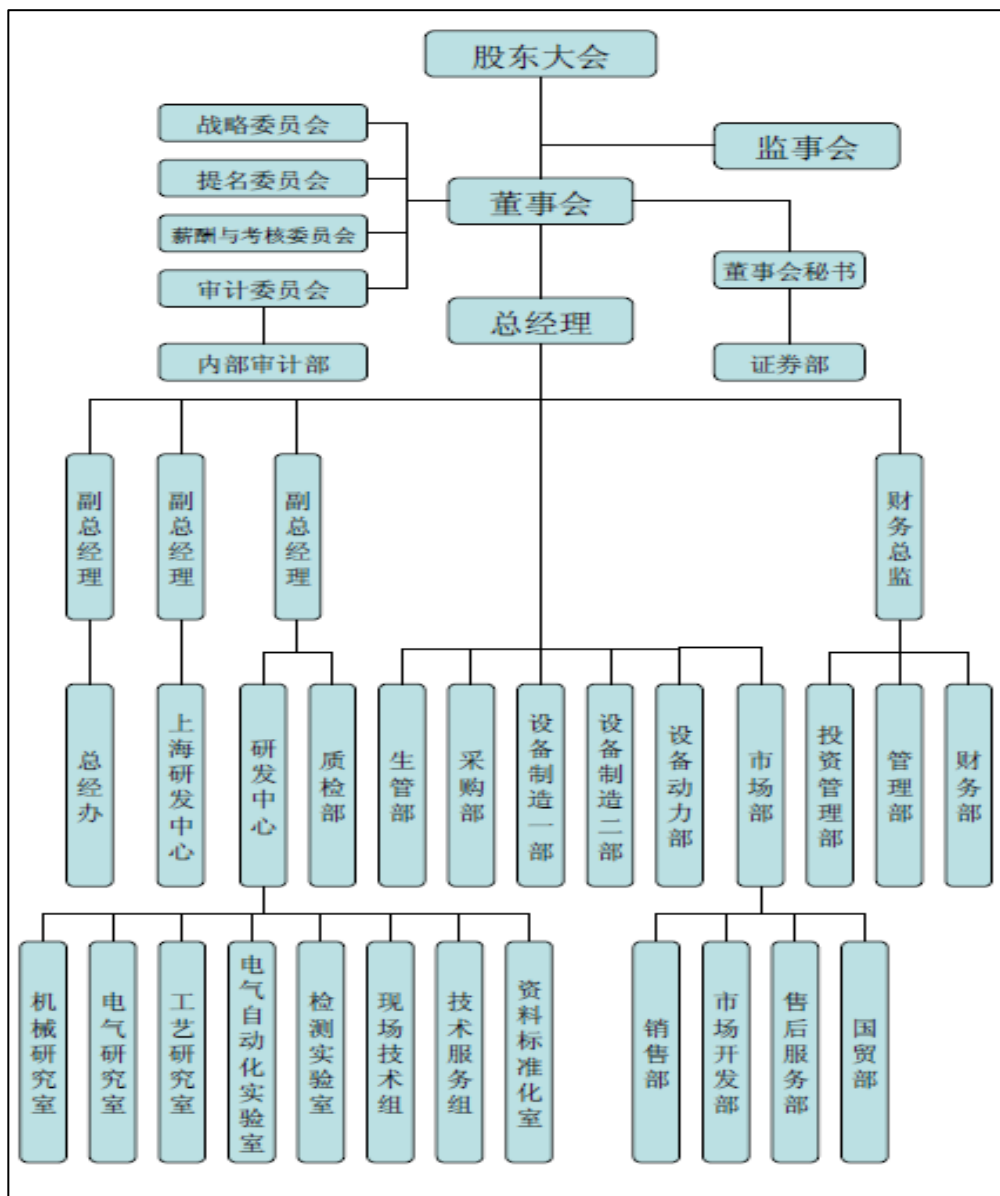 股东大会
战略委员会
监事会
提名委员会
董事会
薪酬与考核委员会
董事会秘书
审计委员会
总经理
内部审计部
证券部
副总经理
副总经理
副总经理
财务总监
总经办
上海研发中心
研发中心
质检部
生管部
采购部
设备制造一部
设备制造二部
设备动力部
市场部
投资管理部
管理部
财务部
机械研究室
电气研究室
工艺研究室
电气自动化实验室
检测实验室
现场技术组
技术服务组
资料标准化室
销售部
市场开发部
售后服务部
国贸部